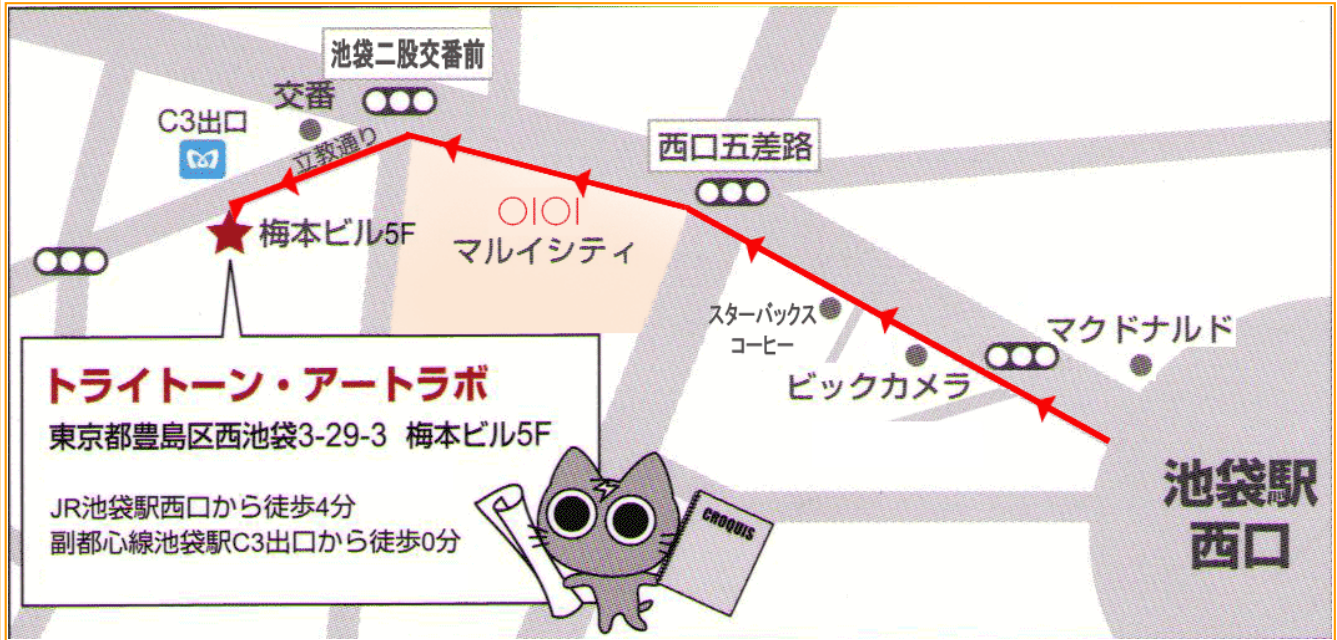 池袋二股交番前
交番
C3出口
立教通り
西口五差路
○|○|
マルイシティ
梅本ビル5F
スターバックス
コーヒー
マクドナルド
ビックカメラ
池袋駅
西口
トライトーン・アートラボ
東京都豊島区西池袋3-29-3 梅本ビル5F
JR池袋駅西口から徒歩4分
副都心線池袋駅C3出口から徒歩0分
CROQUIS